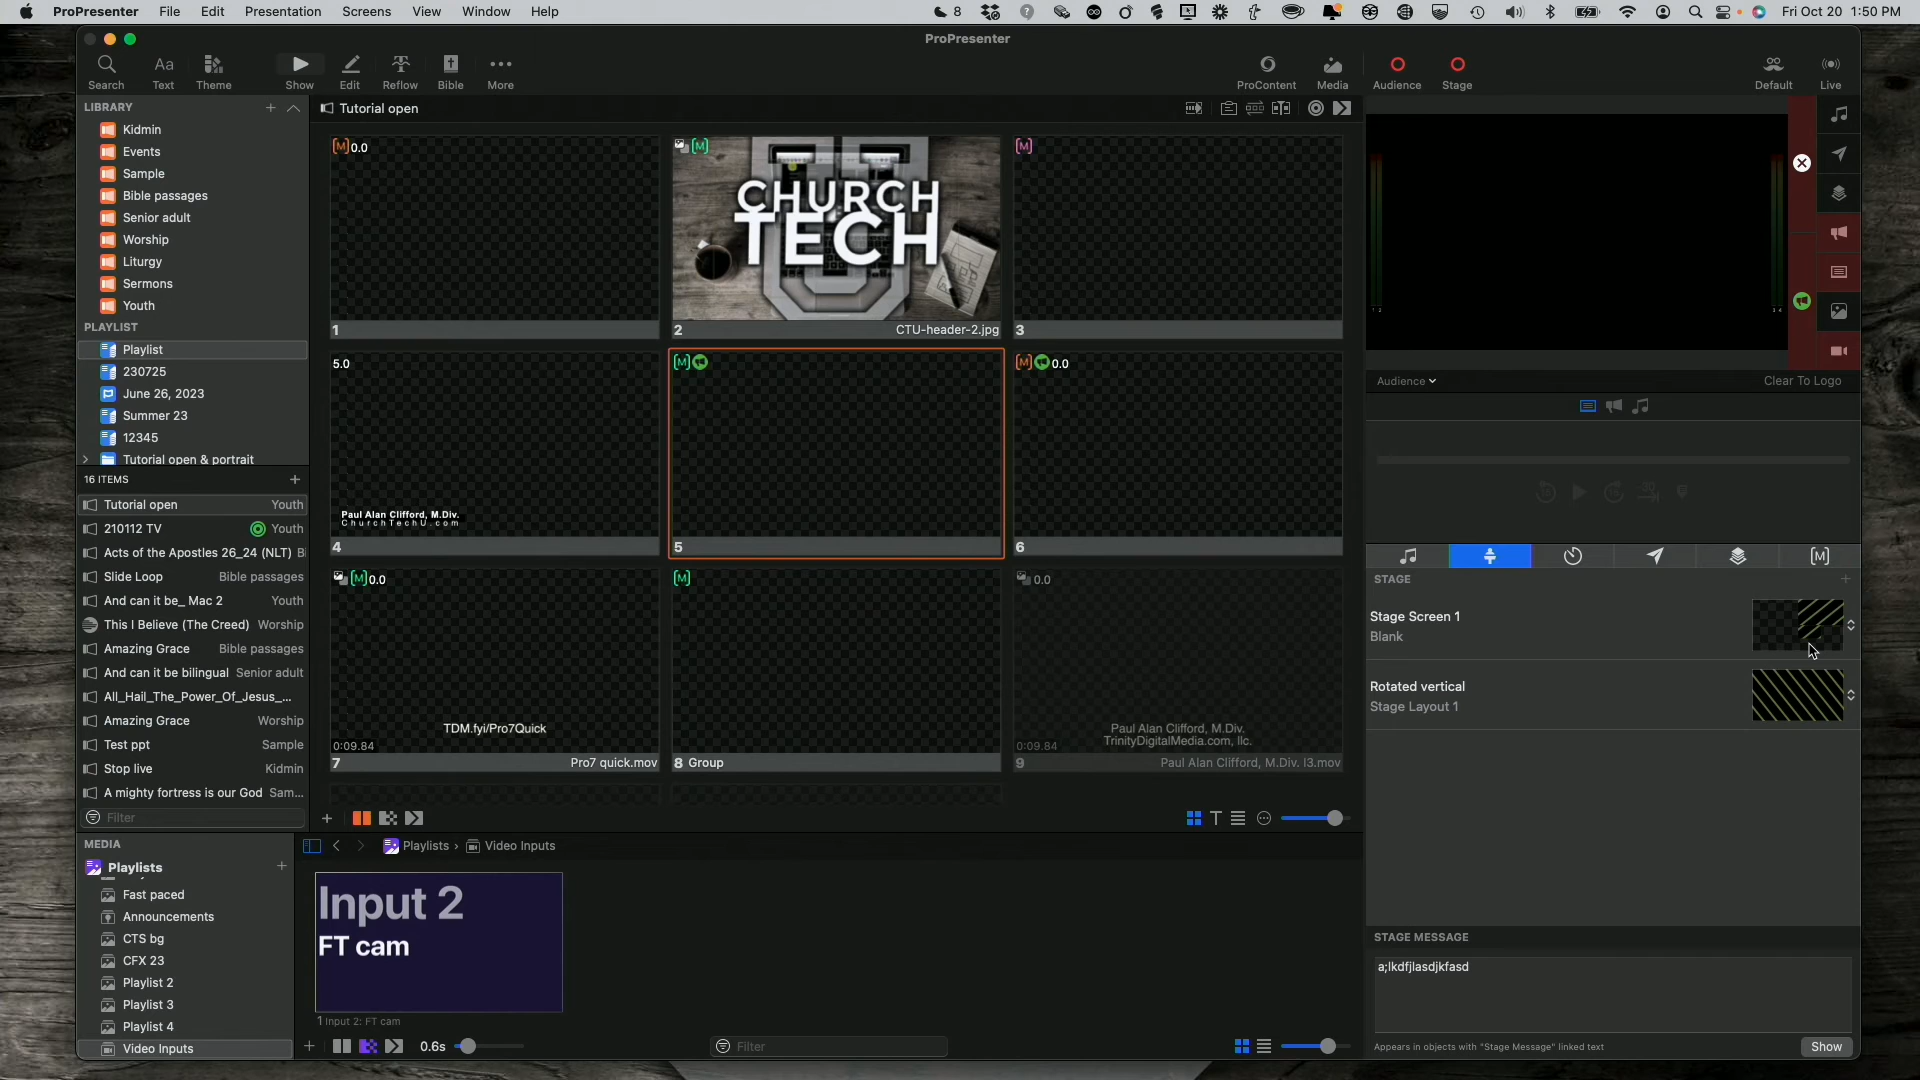 ProPresenter File Edit Presentation Screens View Window Help 8 Fri Oct 20 1:50 PM
ProPresenter
Search Text Theme Show Edit Reflow Bible More ProContent Media Audience Stage Default Live
LIBRARY
Kidmin
Events
Sample
Bible passages
Senior adult
Worship
Liturgy
Sermons
Youth
PLAYLIST
Playlist
230725
June 26, 2023
Summer 23
12345
Tutorial open & portrait
16 ITEMS
Tutorial open Youth
210112 TV Youth
Acts of the Apostles 26_24 (NLT) Bi
Slide Loop Bible passages
And can it be_ Mac 2 Youth
This I Believe (The Creed) Worship
Amazing Grace Bible passages
And can it be bilingual Senior adult
All_Hail_The_Power_Of_Jesus_...
Amazing Grace Worship
Test ppt Sample
Stop live Kidmin
A mighty fortress is our God Sam...
Filter
MEDIA
Playlists
Fast paced
Announcements
CTS bg
CFX 23
Playlist 2
Playlist 3
Playlist 4
Video Inputs
Tutorial open
[M] 0.0
1
[M]
CHURCH
TECH
2 CTU-header-2.jpg
[M]
3
5.0
Paul Alan Clifford, M.Div.
ChurchTechU.com
4
[M]
5
[M] 0.0
6
[M] 0.0
TDM.fyi/Pro7Quick
0:09.84
7 Pro7 quick.mov
[M]
8 Group
0.0
Paul Alan Clifford, M.Div.
TrinityDigitalMedia.com, llc.
0:09.84
9 Paul Alan Clifford, M.Div. l3.mov
Playlists › Video Inputs
Input 2
FT cam
1 Input 2: FT cam
0.6s
Filter
1 2
3 4
Audience
Clear To Logo
[M]
STAGE
Stage Screen 1
Blank
Rotated vertical
Stage Layout 1
STAGE MESSAGE
a;lkdfjlasdjkfasd
Appears in objects with "Stage Message" linked text
Show